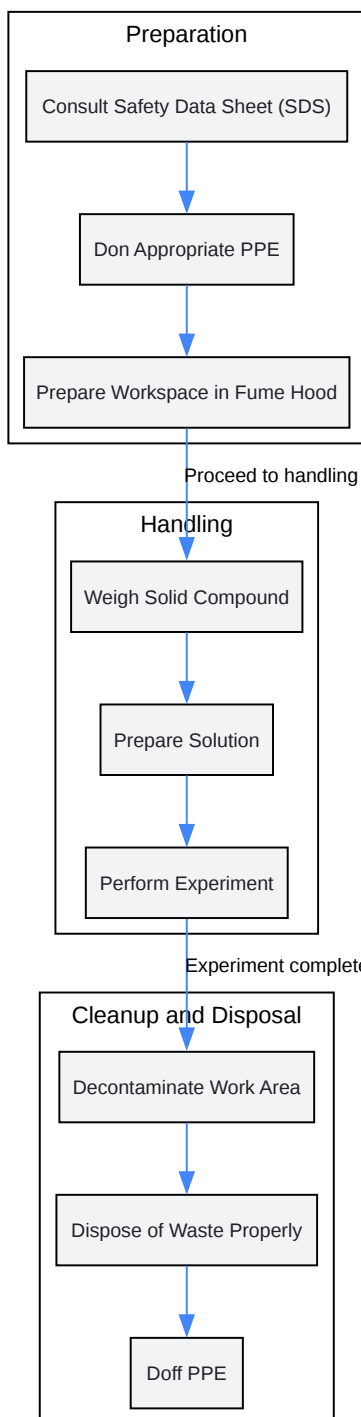 Preparation
Consult Safety Data Sheet (SDS)
Don Appropriate PPE
Prepare Workspace in Fume Hood
Proceed to handling
Handling
Weigh Solid Compound
Prepare Solution
Perform Experiment
Experiment complete
Cleanup and Disposal
Decontaminate Work Area
Dispose of Waste Properly
Doff PPE